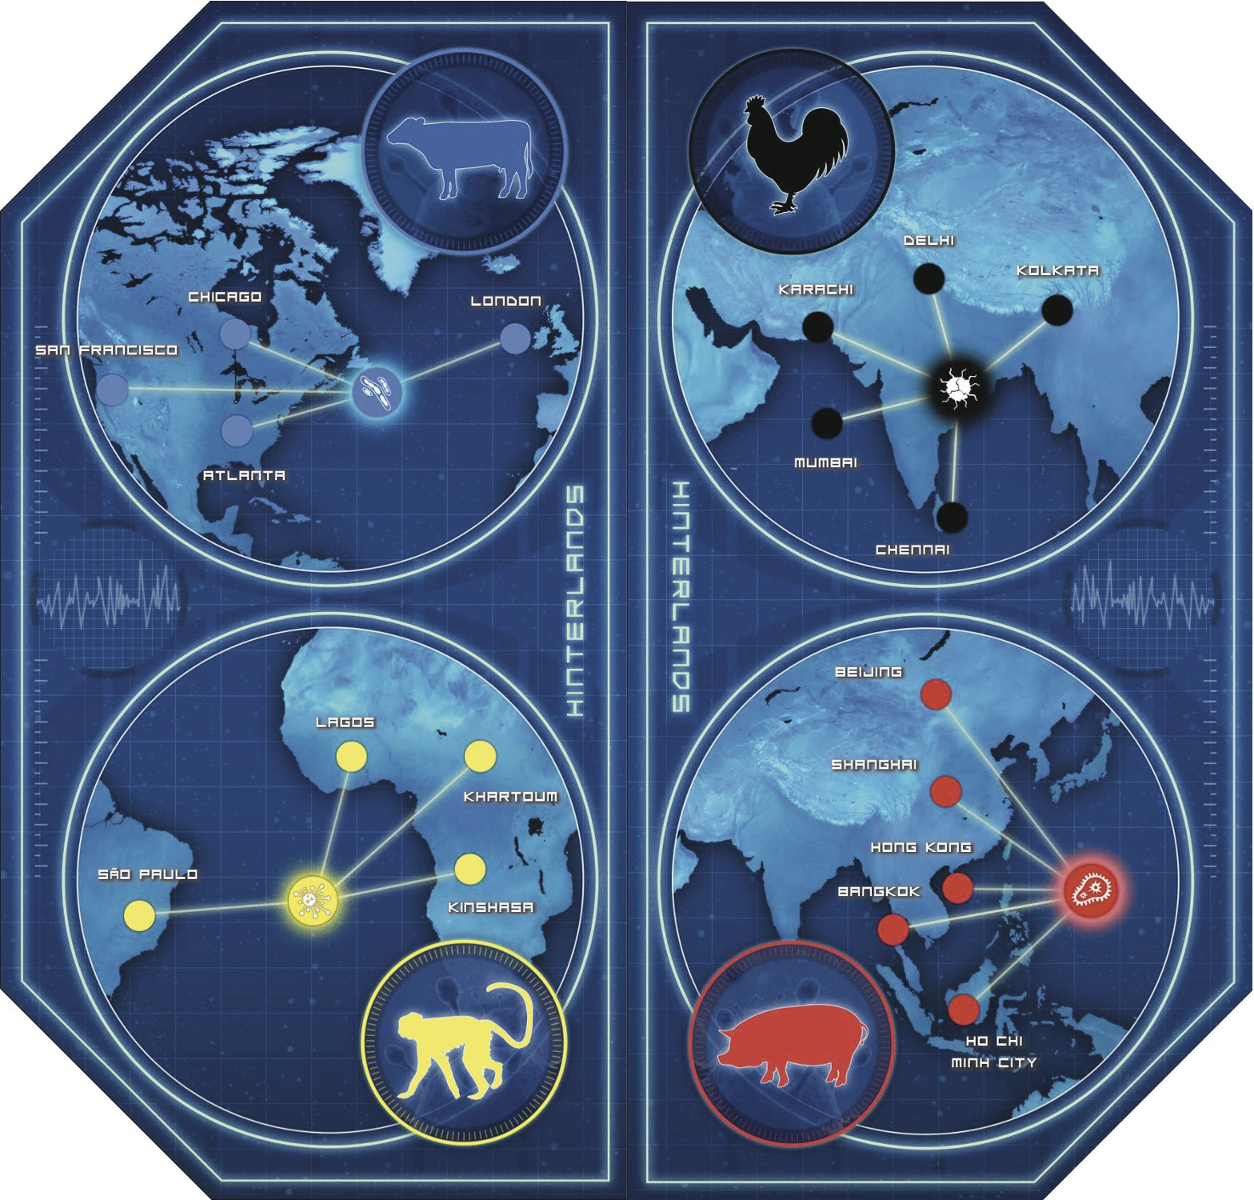 CHICAGO
LONDON
SAN FRANCISCO
ATLANTA
HINTERLANDS
DELHI
KOLKATA
KARACHI
MUMBAI
CHENNAI
HINTERLANDS
LAGOS
KHARTOUM
SÃO PAULO
KINSHASA
BEIJING
SHANGHAI
HONG KONG
BANGKOK
HO CHI
MINH CITY